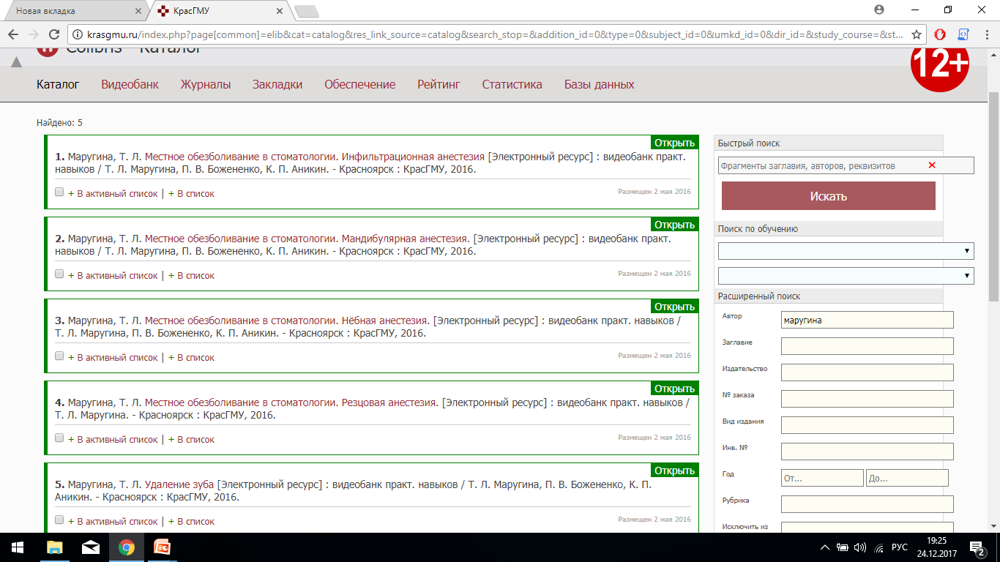 Новая вкладка
КрасГМУ
krasgmu.ru/index.php?page[common]=elib&cat=catalog&res_link_source=catalog&search_stop=&addition_id=0&type=0&subject_id=0&umkd_id=0&dir_id=&study_course=&st...
Colibris Каталог
12+
Каталог Видеобанк Журналы Закладки Обеспечение Рейтинг Статистика Базы данных
Найдено: 5
Открыть
1. Маругина, Т. Л. Местное обезболивание в стоматологии. Инфильтрационная анестезия [Электронный ресурс] : видеобанк практ.
навыков / Т. Л. Маругина, П. В. Божененко, К. П. Аникин. - Красноярск : КрасГМУ, 2016.
+ В активный список | + В список
Размещен 2 мая 2016
Открыть
2. Маругина, Т. Л. Местное обезболивание в стоматологии. Мандибулярная анестезия. [Электронный ресурс] : видеобанк практ.
навыков / Т. Л. Маругина, П. В. Божененко, К. П. Аникин. - Красноярск : КрасГМУ, 2016.
+ В активный список | + В список
Размещен 2 мая 2016
Открыть
3. Маругина, Т. Л. Местное обезболивание в стоматологии. Нёбная анестезия. [Электронный ресурс] : видеобанк практ. навыков /
Т. Л. Маругина, П. В. Божененко, К. П. Аникин. - Красноярск : КрасГМУ, 2016.
+ В активный список | + В список
Размещен 2 мая 2016
Открыть
4. Маругина, Т. Л. Местное обезболивание в стоматологии. Резцовая анестезия. [Электронный ресурс] : видеобанк практ. навыков /
Т. Л. Маругина. - Красноярск : КрасГМУ, 2016.
+ В активный список | + В список
Размещен 2 мая 2016
Открыть
5. Маругина, Т. Л. Удаление зуба [Электронный ресурс] : видеобанк практ. навыков / Т. Л. Маругина, П. В. Божененко, К. П.
Аникин. - Красноярск : КрасГМУ, 2016.
+ В активный список | + В список
Размещен 2 мая 2016
Быстрый поиск
Фрагменты заглавия, авторов, реквизитов
Искать
Поиск по обучению
Расширенный поиск
Автор маругина
Заглавие
Издательство
№ заказа
Вид издания
Инв. №
Год От... До...
Рубрика
Исключить из
РУС
19:25
24.12.2017
2